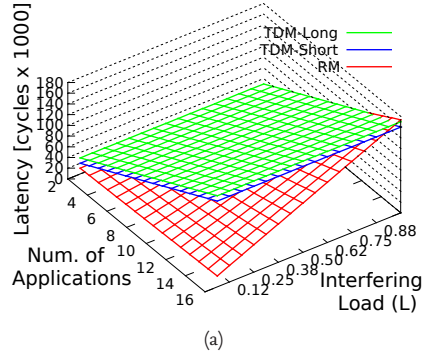 TDM-Long
TDM-Short
RM
Latency [cycles x 1000]
180
160
140
120
100
80
60
40
20
0
2
4
6
8
10
12
14
16
Num. of
Applications
0.12
0.25
0.38
0.50
0.62
0.75
0.88
Interfering
Load (L)
(a)